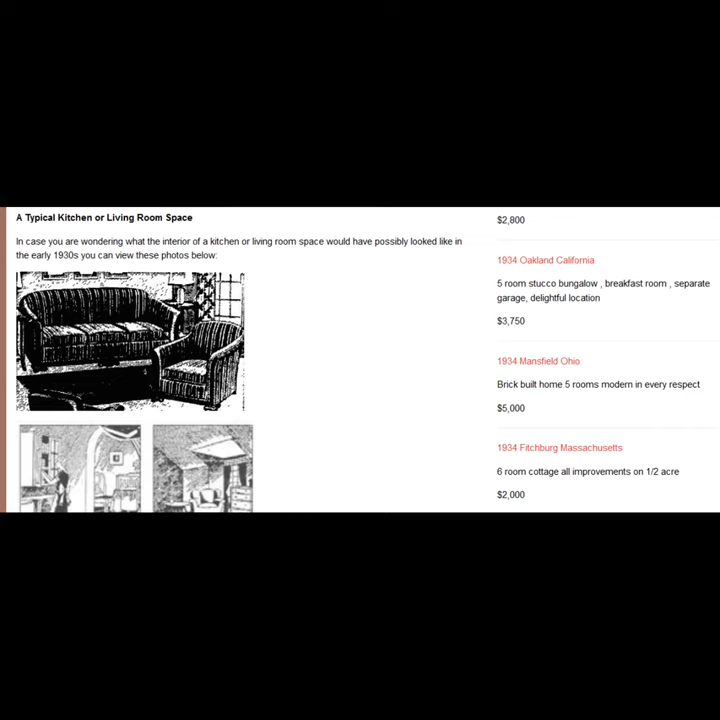 A Typical Kitchen or Living Room Space
In case you are wondering what the interior of a kitchen or living room space would have possibly looked like in
the early 1930s you can view these photos below:
$2,800
1934 Oakland California
5 room stucco bungalow , breakfast room , separate
garage, delightful location
$3,750
1934 Mansfield Ohio
Brick built home 5 rooms modern in every respect
$5,000
1934 Fitchburg Massachusetts
6 room cottage all improvements on 1/2 acre
$2,000